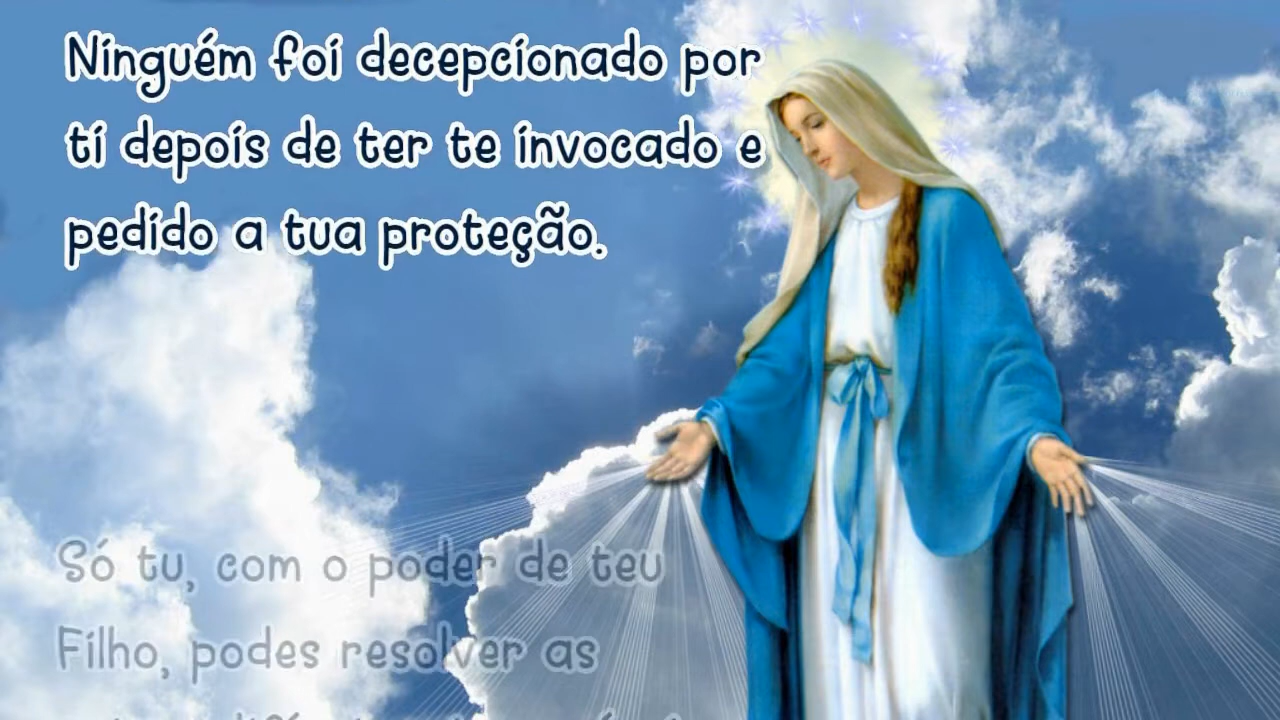 Ninguém foi decepcionado por
ti depois de ter te invocado e
pedido a tua proteção.
Só tu, com o poder de teu
Filho, podes resolver as